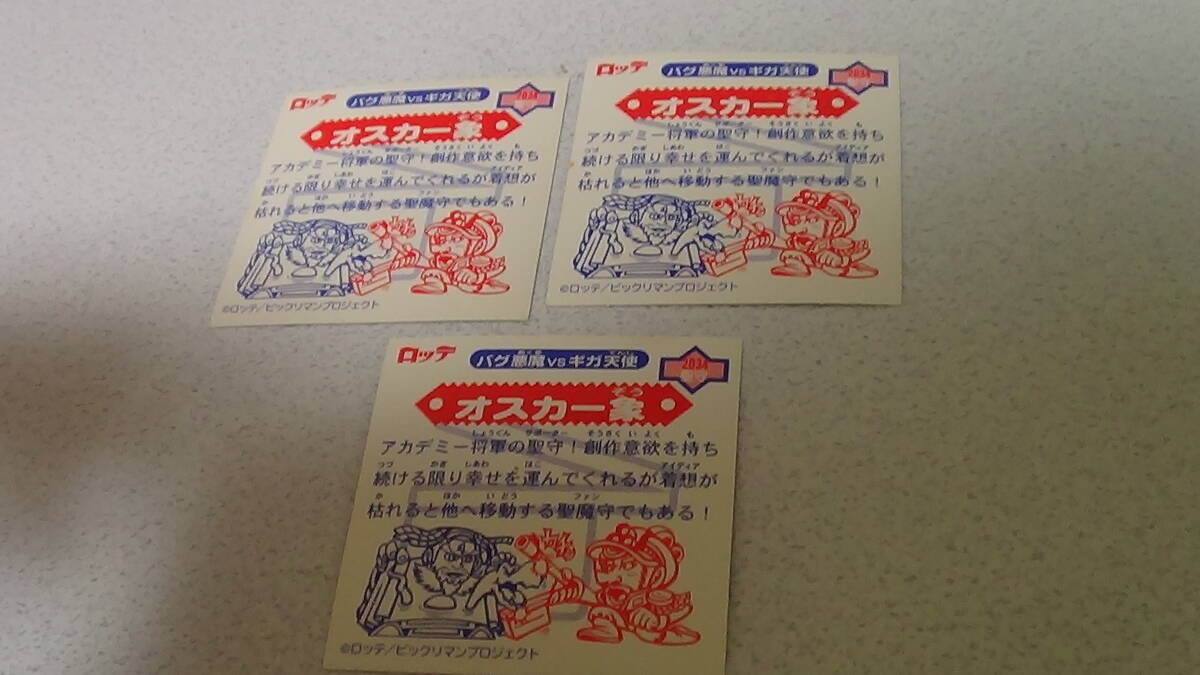 ロッテ バグ悪魔vsギガ天使 2034
オスカー象
アカデミー将軍の聖守！創作意欲を持ち
続ける限り幸せを運んでくれるが着想が
枯れると他へ移動する聖魔守でもある！
©ロッテ/ビックリマンプロジェクト
ロッテ バグ悪魔vsギガ天使 2034
オスカー象
アカデミー将軍の聖守！創作意欲を持ち
続ける限り幸せを運んでくれるが着想が
枯れると他へ移動する聖魔守でもある！
©ロッテ/ビックリマンプロジェクト
ロッテ バグ悪魔vsギガ天使 2034
オスカー象
アカデミー将軍の聖守！創作意欲を持ち
続ける限り幸せを運んでくれるが着想が
枯れると他へ移動する聖魔守でもある！
©ロッテ/ビックリマンプロジェクト